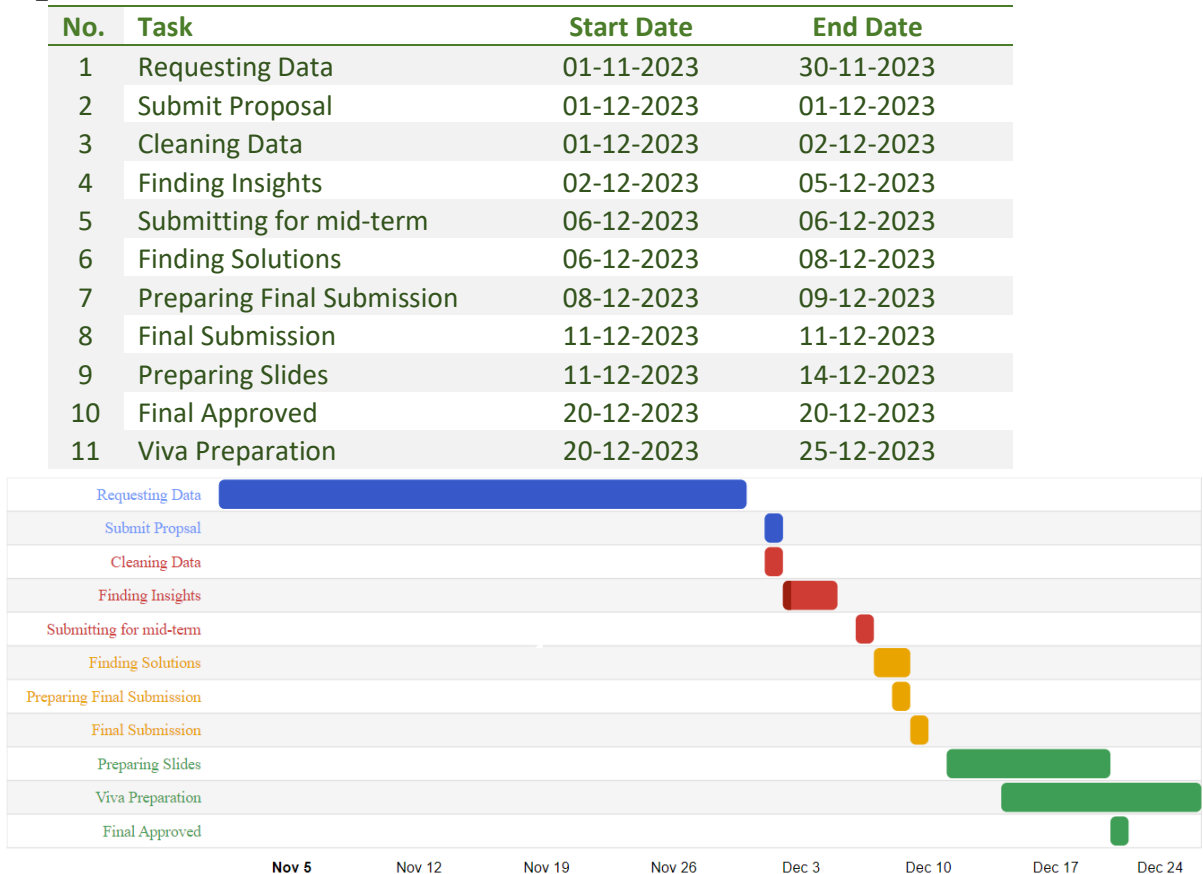 No. Task Start Date End Date
1 Requesting Data 01-11-2023 30-11-2023
2 Submit Proposal 01-12-2023 01-12-2023
3 Cleaning Data 01-12-2023 02-12-2023
4 Finding Insights 02-12-2023 05-12-2023
5 Submitting for mid-term 06-12-2023 06-12-2023
6 Finding Solutions 06-12-2023 08-12-2023
7 Preparing Final Submission 08-12-2023 09-12-2023
8 Final Submission 11-12-2023 11-12-2023
9 Preparing Slides 11-12-2023 14-12-2023
10 Final Approved 20-12-2023 20-12-2023
11 Viva Preparation 20-12-2023 25-12-2023
Requesting Data
Submit Propsal
Cleaning Data
Finding Insights
Submitting for mid-term
Finding Solutions
Preparing Final Submission
Final Submission
Preparing Slides
Viva Preparation
Final Approved
Nov 5 Nov 12 Nov 19 Nov 26 Dec 3 Dec 10 Dec 17 Dec 24